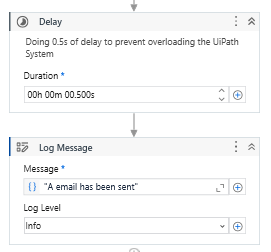 Delay
Doing 0.5s of delay to prevent overloading the UiPath
System
Duration *
00h 00m 00.500s
Log Message
Message *
{ } "A email has been sent"
Log Level
Info